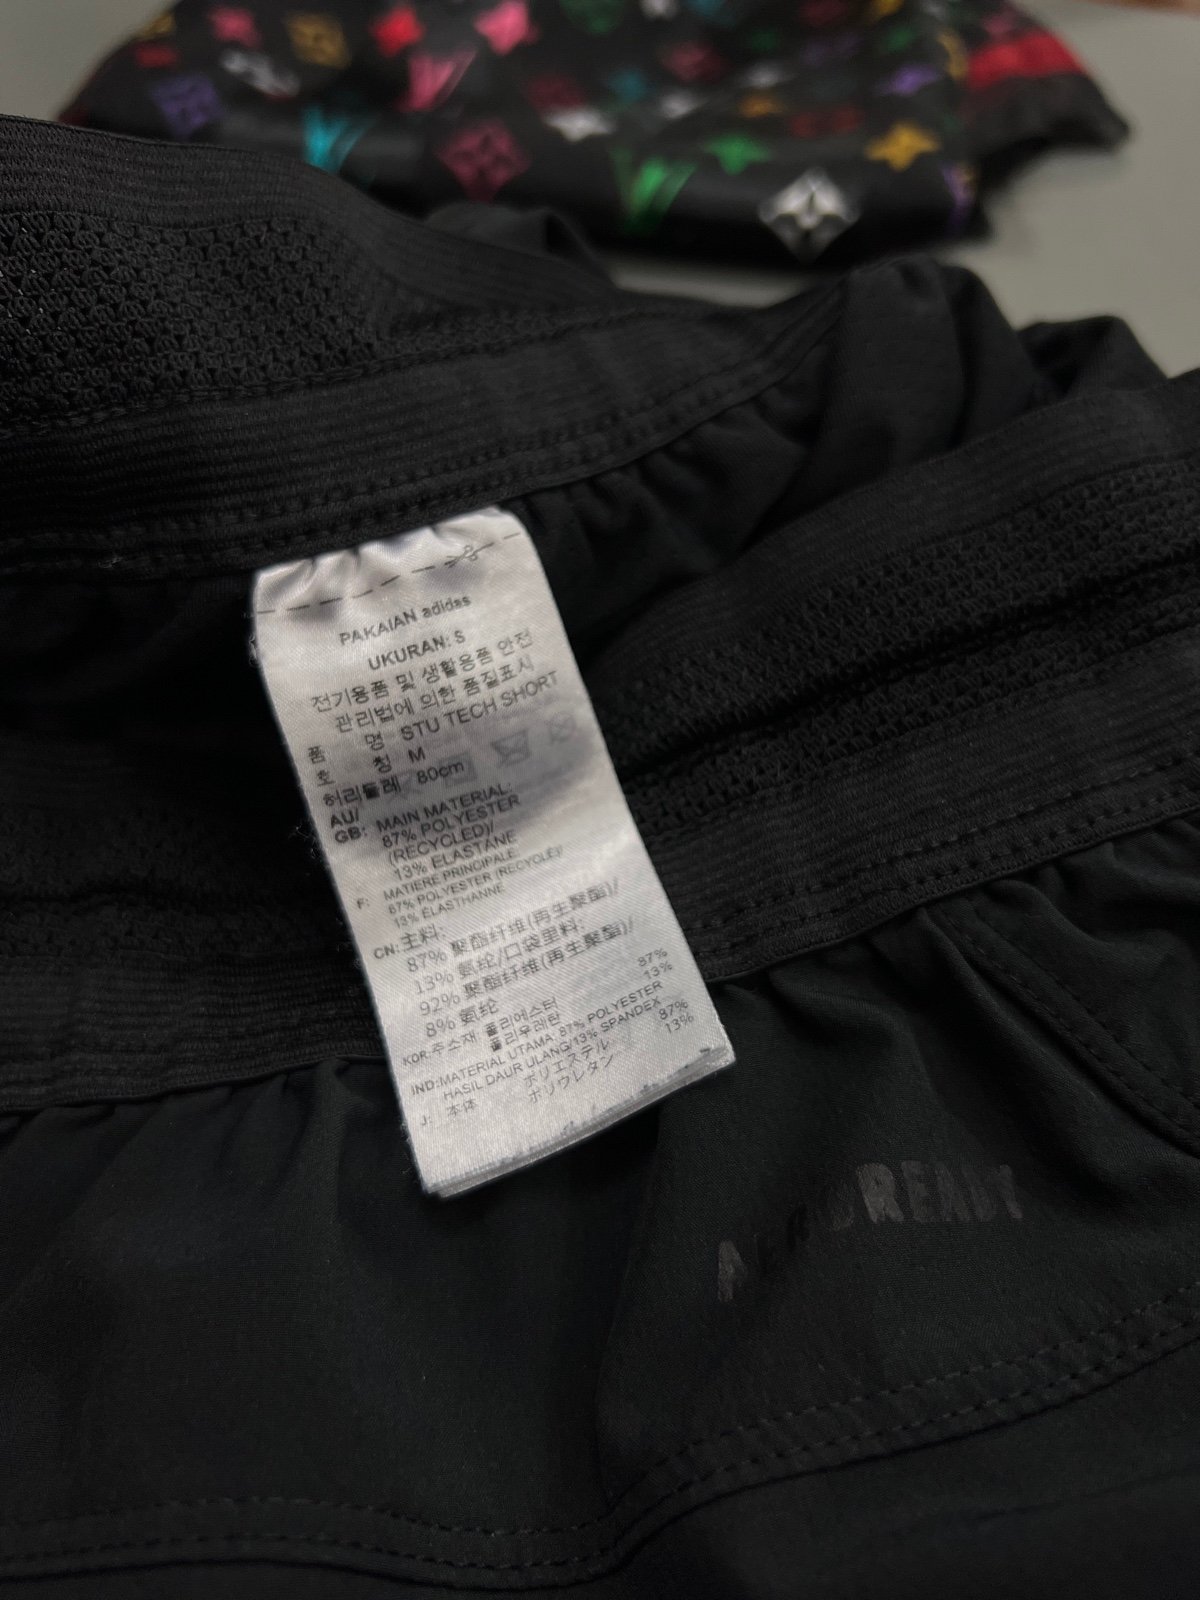 PAKAIAN adidas
UKURAN: S
전기용품 및 생활용품 안전
관리법에 의한 품질표시
품 명 STU TECH SHORT
호 칭 M
허리둘레 80cm
AU/
GB: MAIN MATERIAL:
87% POLYESTER
(RECYCLED)/
13% ELASTANE
F: MATIERE PRINCIPALE:
87% POLYESTER (RECYCLÉ)/
13% ELASTHANNE
CN: 主料:
87% 聚酯纤维(再生聚酯)/
13% 氨纶/口袋里料:
92% 聚酯纤维(再生聚酯)/
8% 氨纶
KOR: 주소재 폴리에스터 87%
폴리우레탄 13%
IND: MATERIAL UTAMA: 87% POLYESTER
HASIL DAUR ULANG/13% SPANDEX
J: 本体 ポリエステル 87%
ポリウレタン 13%
AEROREADY